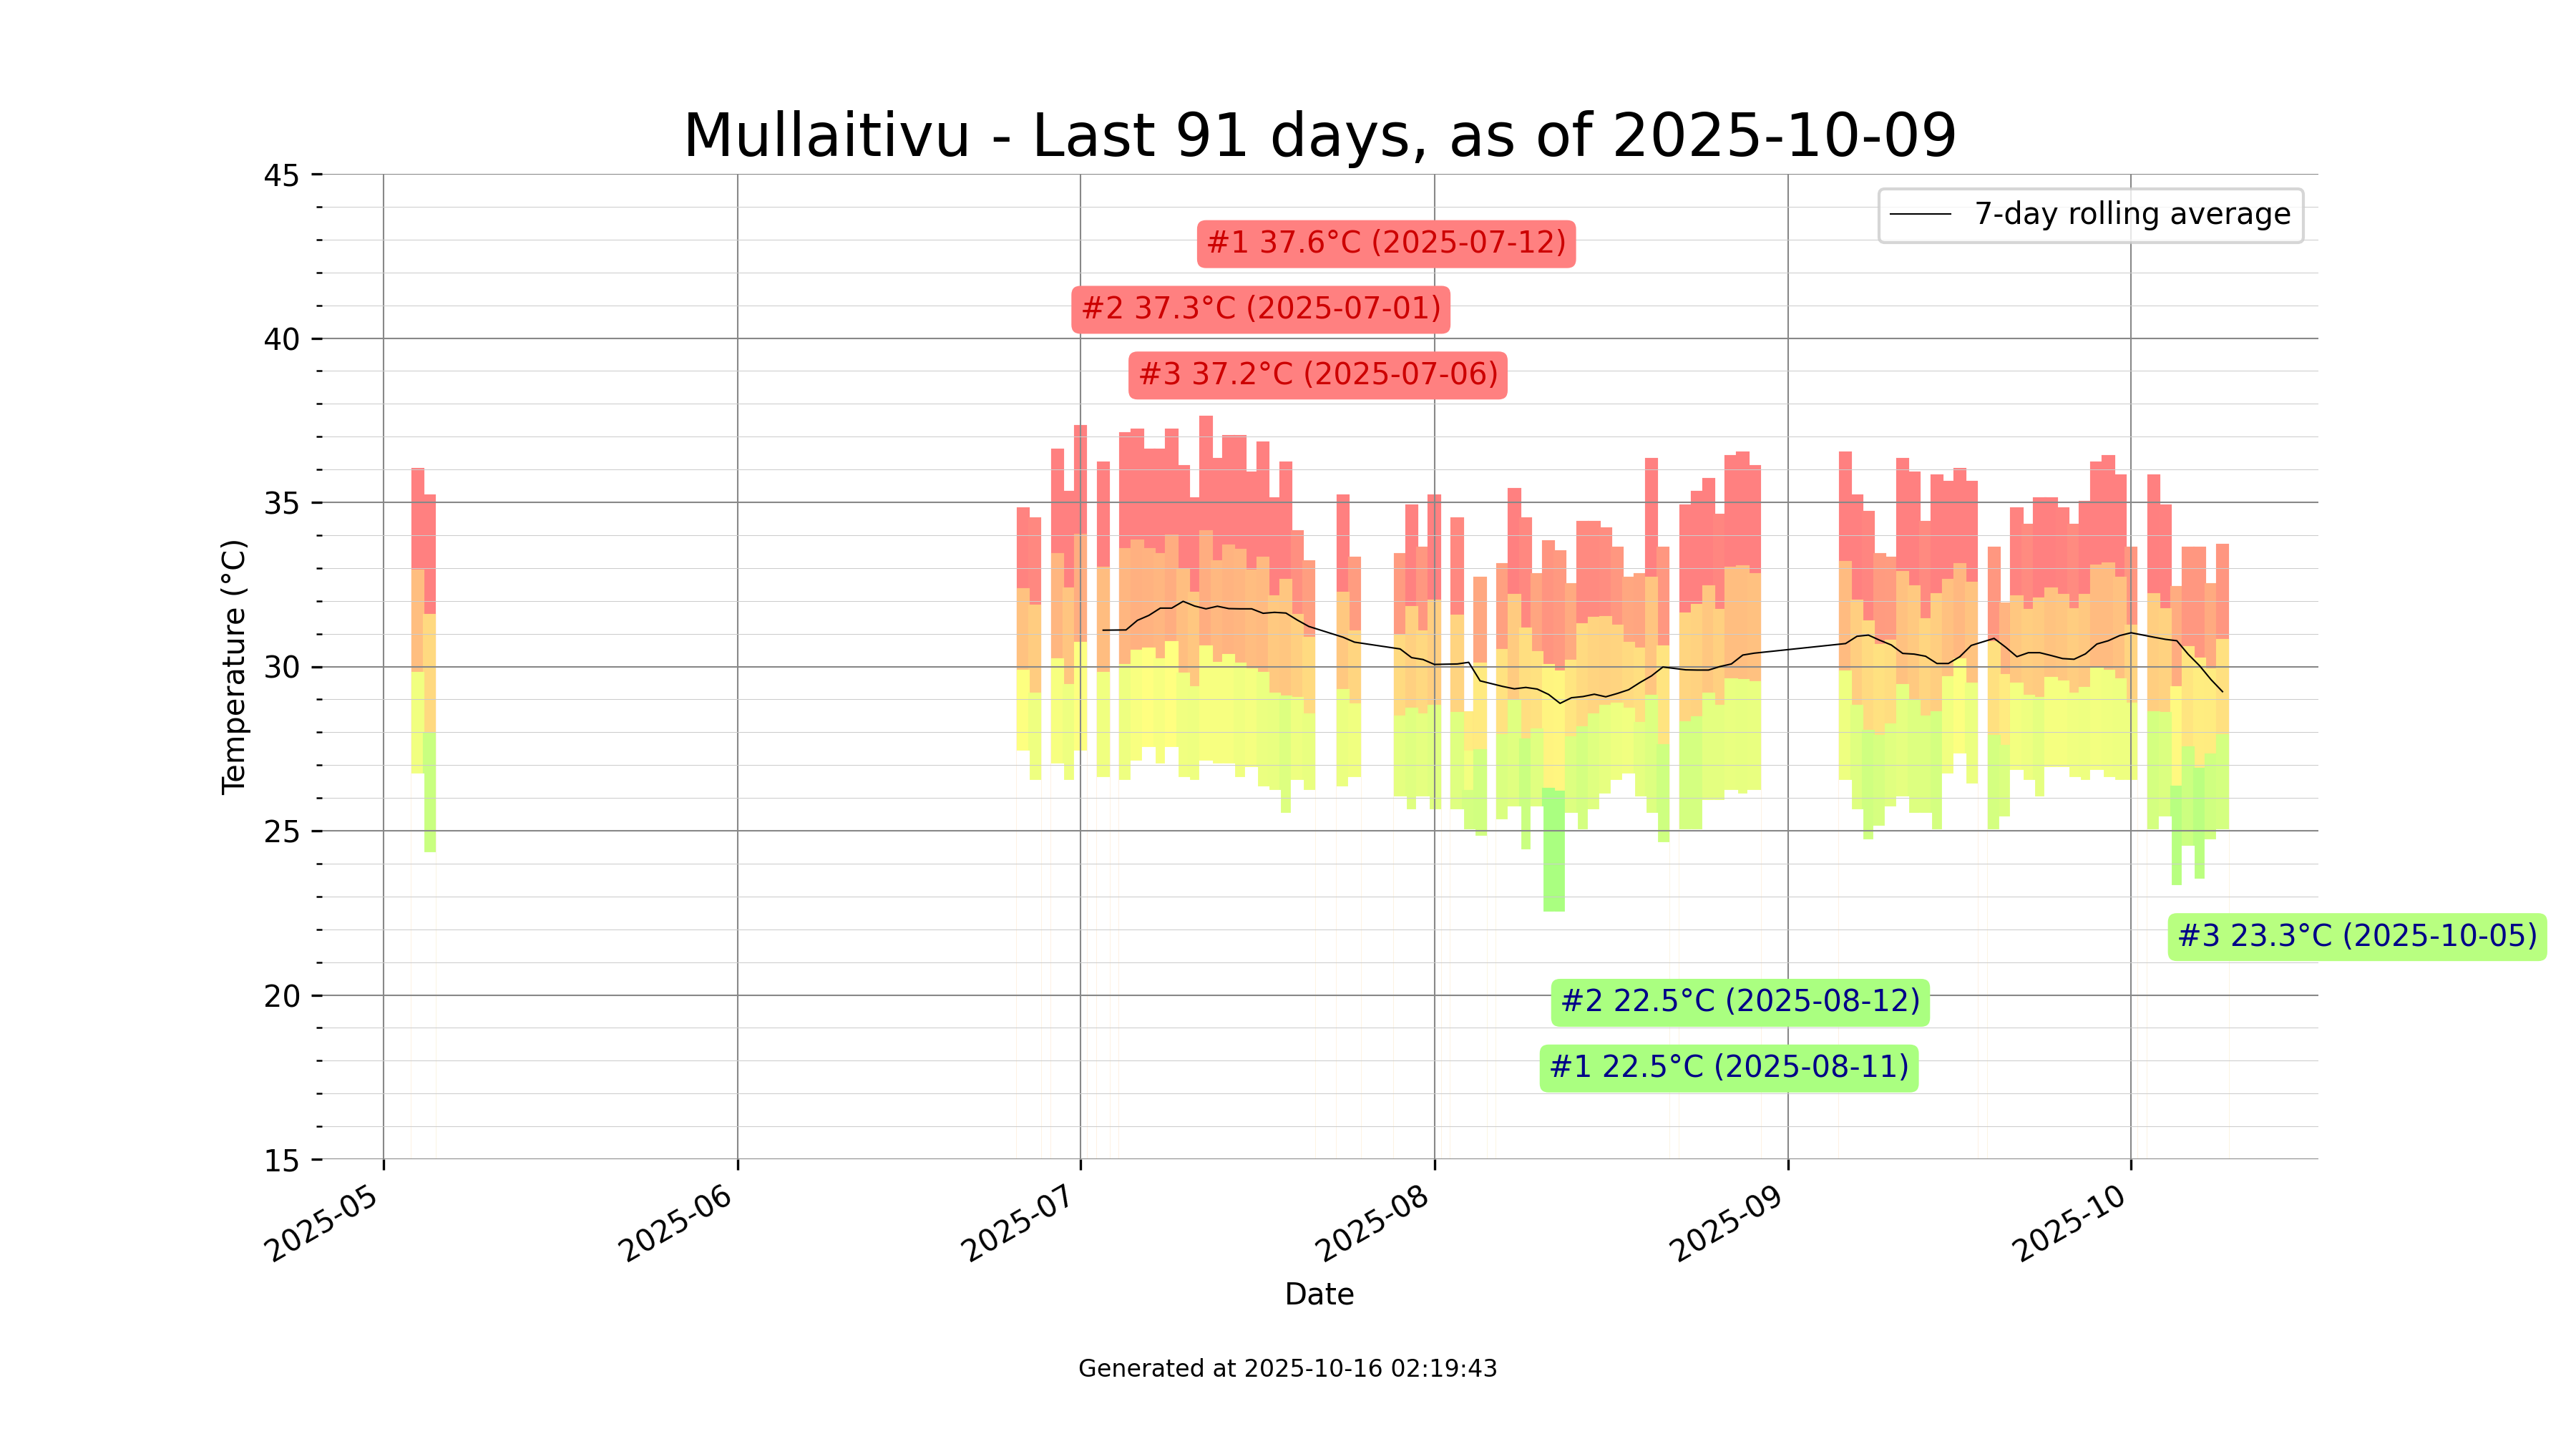 Mullaitivu - Last 91 days, as of 2025-10-09
7-day rolling average
#1 37.6°C (2025-07-12)
#2 37.3°C (2025-07-01)
#3 37.2°C (2025-07-06)
45
40
35
30
25
20
15
Temperature (°C)
#3 23.3°C (2025-10-05)
#2 22.5°C (2025-08-12)
#1 22.5°C (2025-08-11)
2025-05
2025-06
2025-07
2025-08
2025-09
2025-10
Date
Generated at 2025-10-16 02:19:43